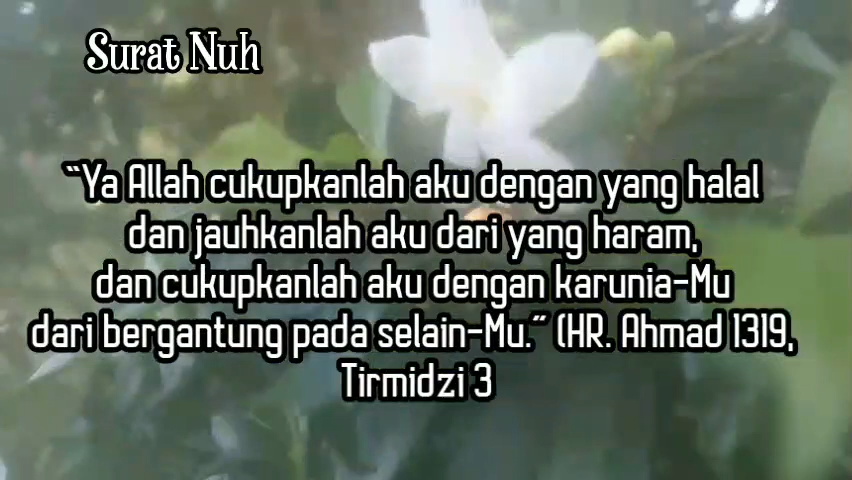 Surat Nuh
“Ya Allah cukupkanlah aku dengan yang halal
dan jauhkanlah aku dari yang haram,
dan cukupkanlah aku dengan karunia-Mu
dari bergantung pada selain-Mu.” (HR. Ahmad 1319,
Tirmidzi 3